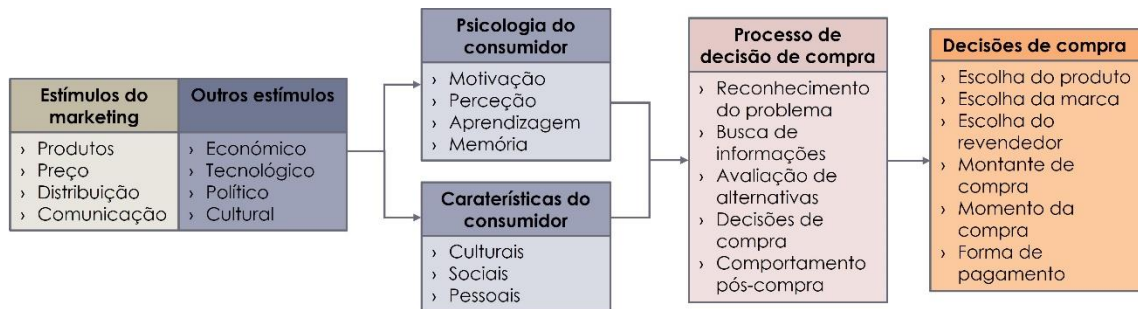 Estímulos do
marketing
› Produtos
› Preço
› Distribuição
› Comunicação
Outros estímulos
› Económico
› Tecnológico
› Político
› Cultural
Psicologia do
consumidor
› Motivação
› Perceção
› Aprendizagem
› Memória
Caraterísticas do
consumidor
› Culturais
› Sociais
› Pessoais
Processo de
decisão de compra
› Reconhecimento
do problema
› Busca de
informações
› Avaliação de
alternativas
› Decisões de
compra
› Comportamento
pós-compra
Decisões de compra
› Escolha do produto
› Escolha da marca
› Escolha do
revendedor
› Montante de
compra
› Momento da
compra
› Forma de
pagamento